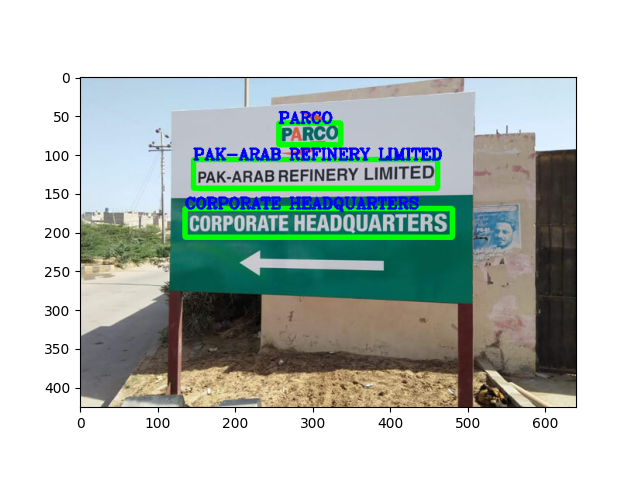 0
50
100
150
200
250
300
350
400
PARCO
PARCO
PAK-ARAB REFINERY LIMITED
PAK-ARAB REFINERY LIMITED
CORPORATE HEADQUARTERS
CORPORATE HEADQUARTERS
0 100 200 300 400 500 600